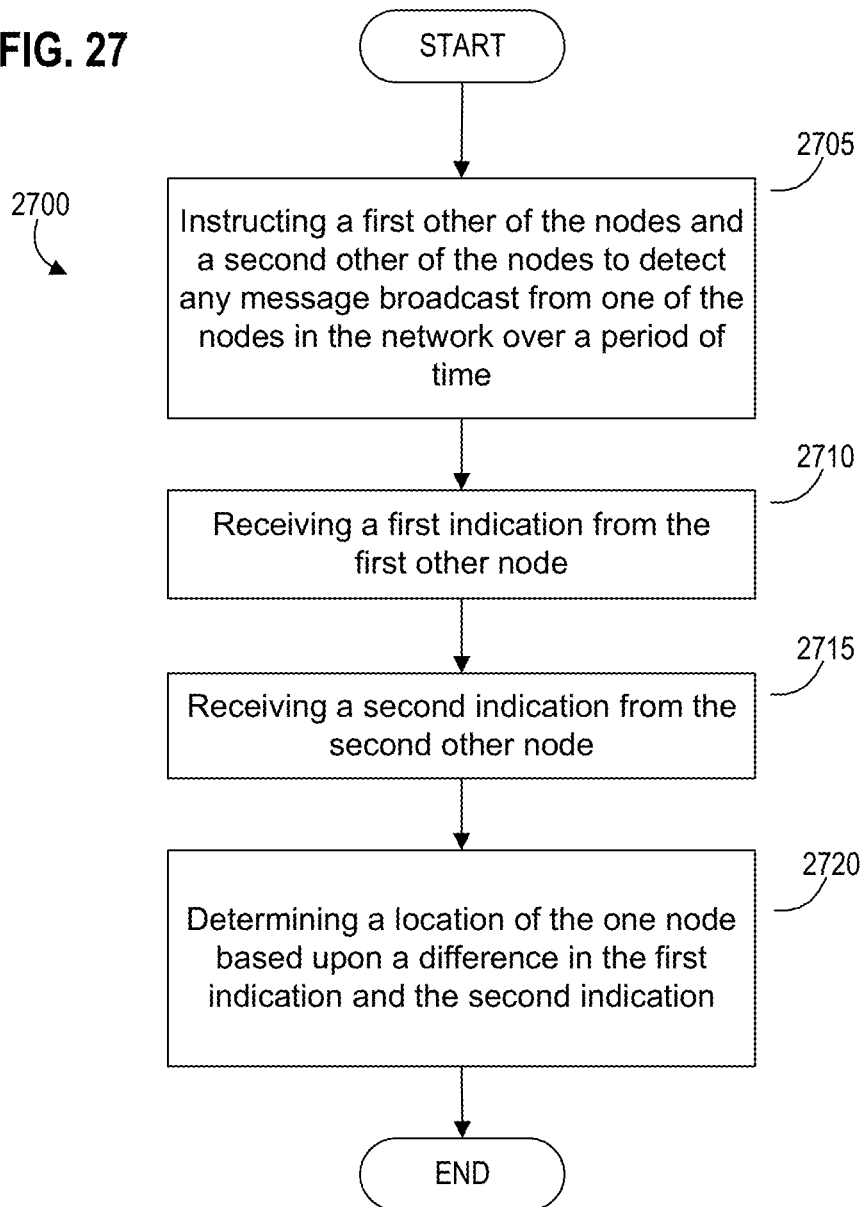 FIG. 27
START
2700
2705
Instructing a first other of the nodes and
a second other of the nodes to detect
any message broadcast from one of the
nodes in the network over a period of
time
2710
Receiving a first indication from the
first other node
2715
Receiving a second indication from the
second other node
2720
Determining a location of the one node
based upon a difference in the first
indication and the second indication
END